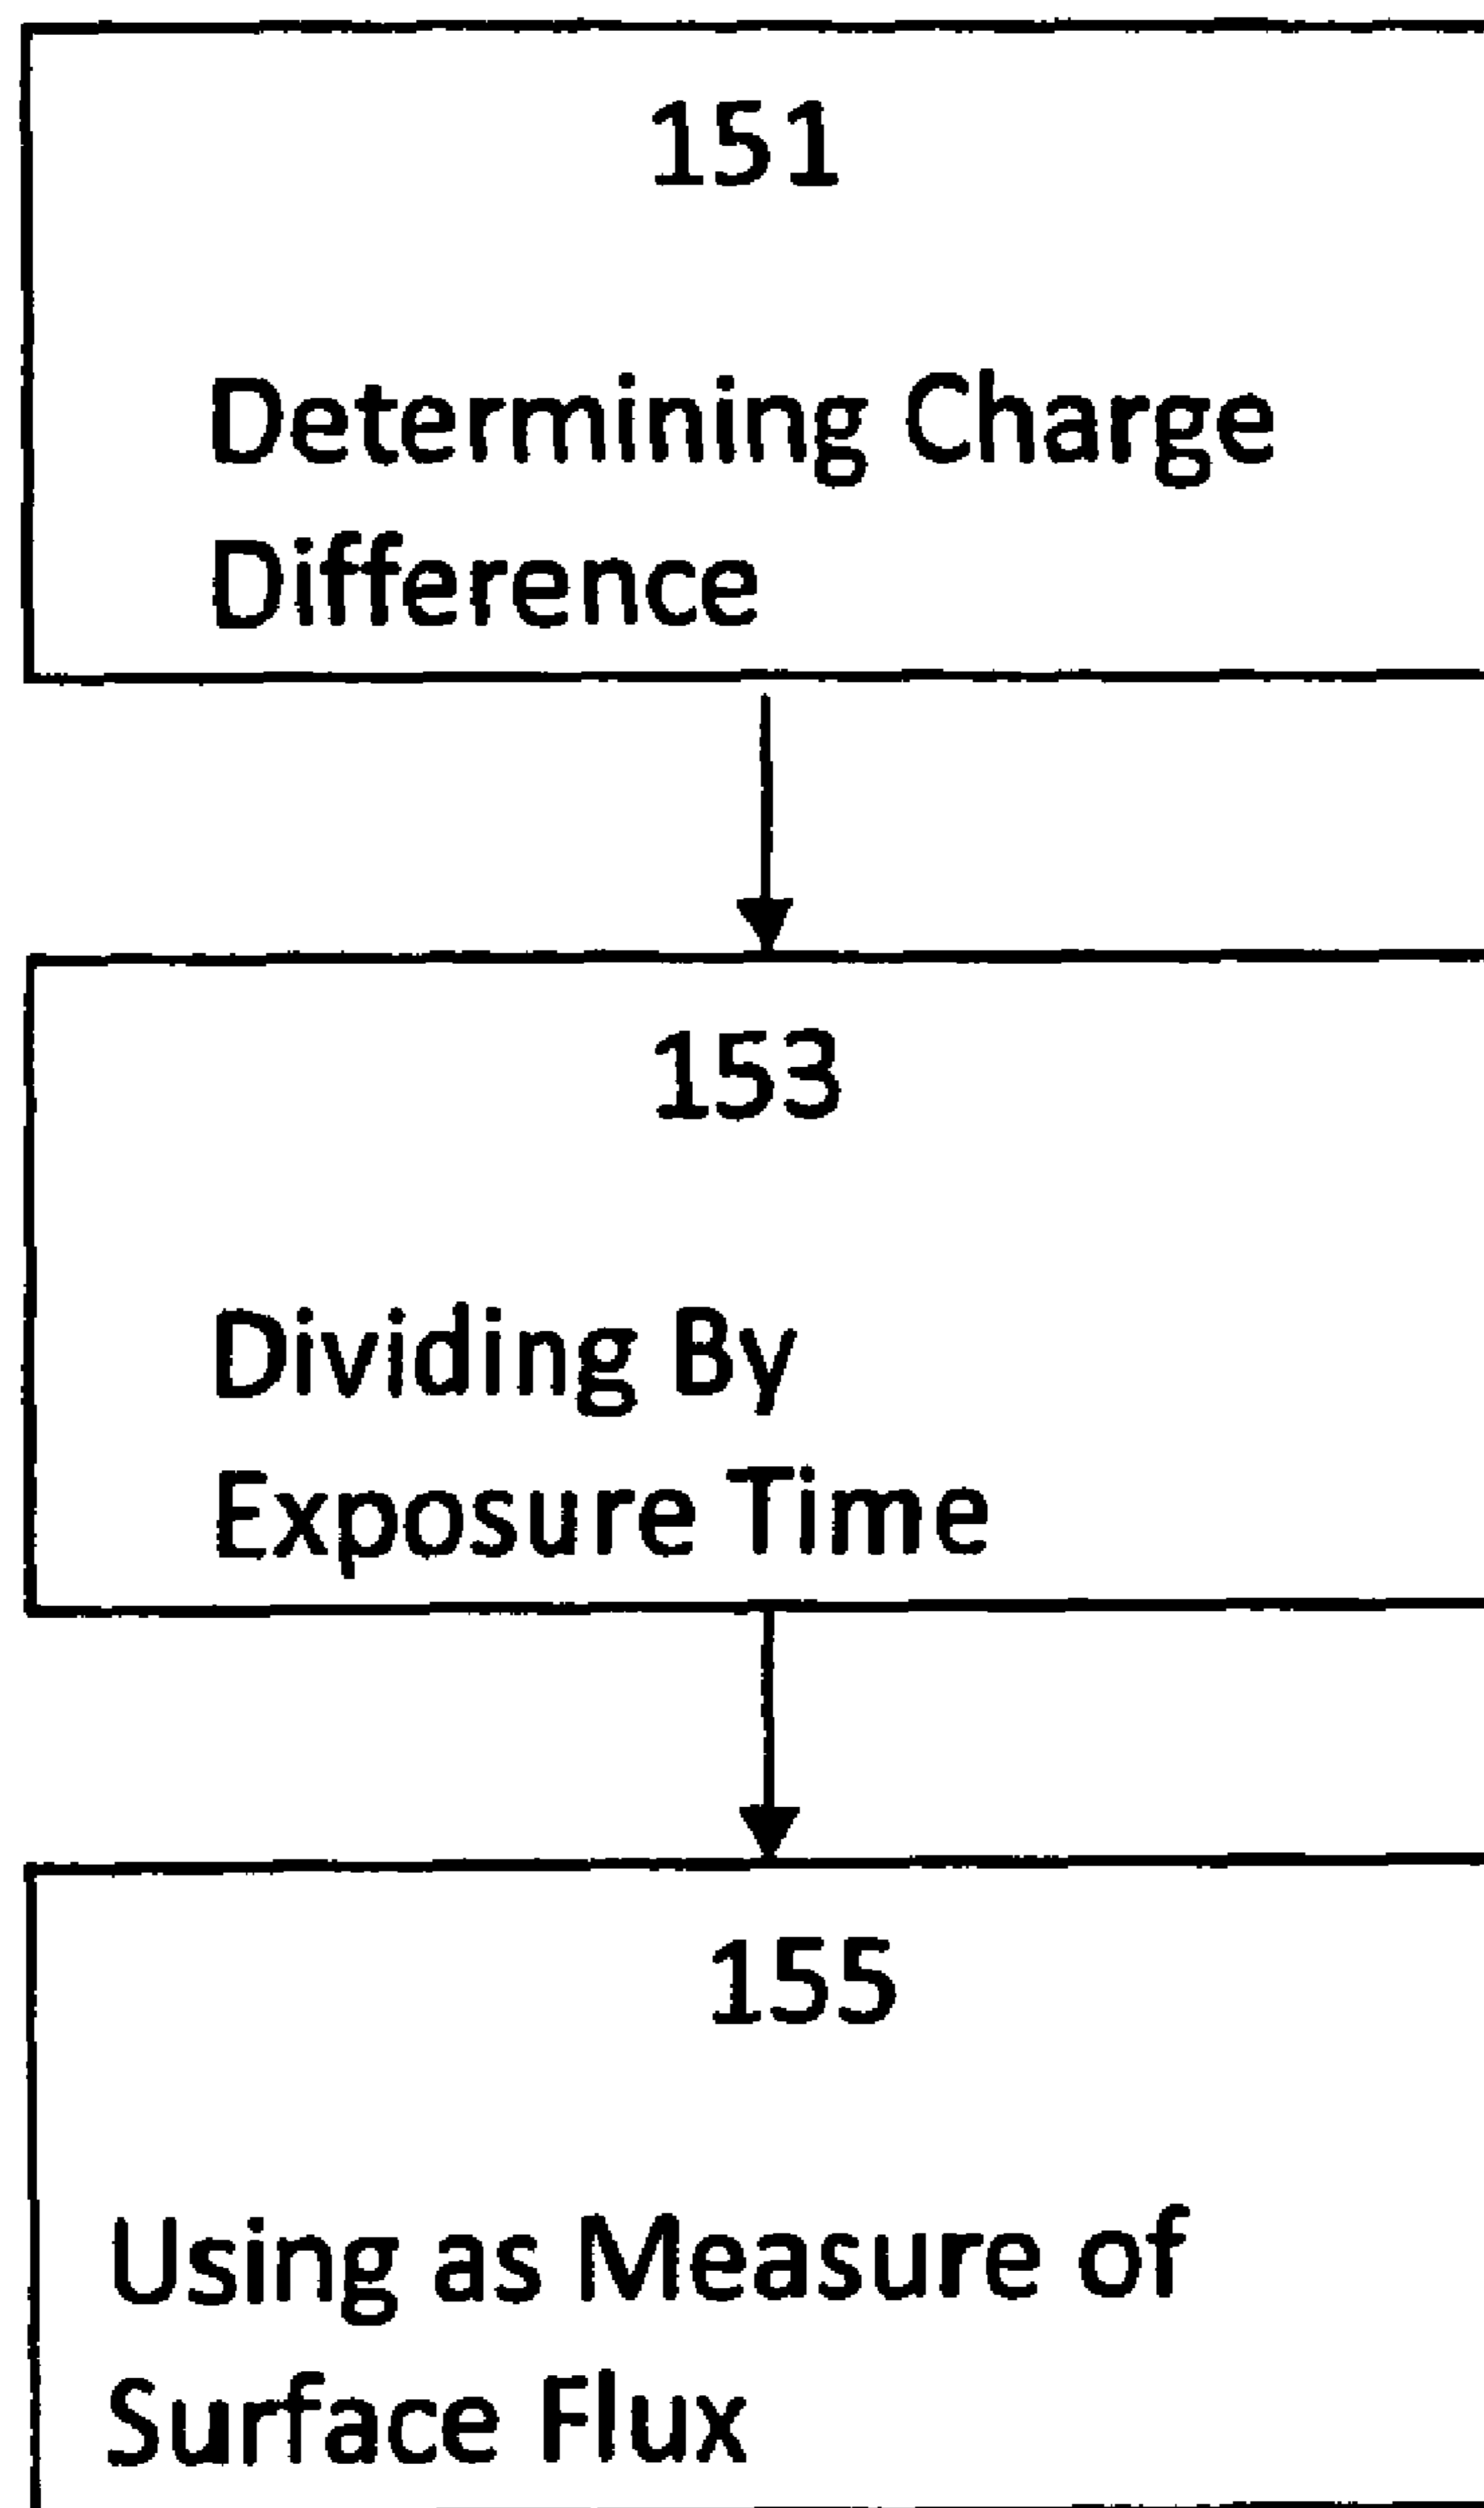 151
Determining Charge
Difference
153
Dividing By
Exposure Time
155
Using as Measure of
Surface Flux